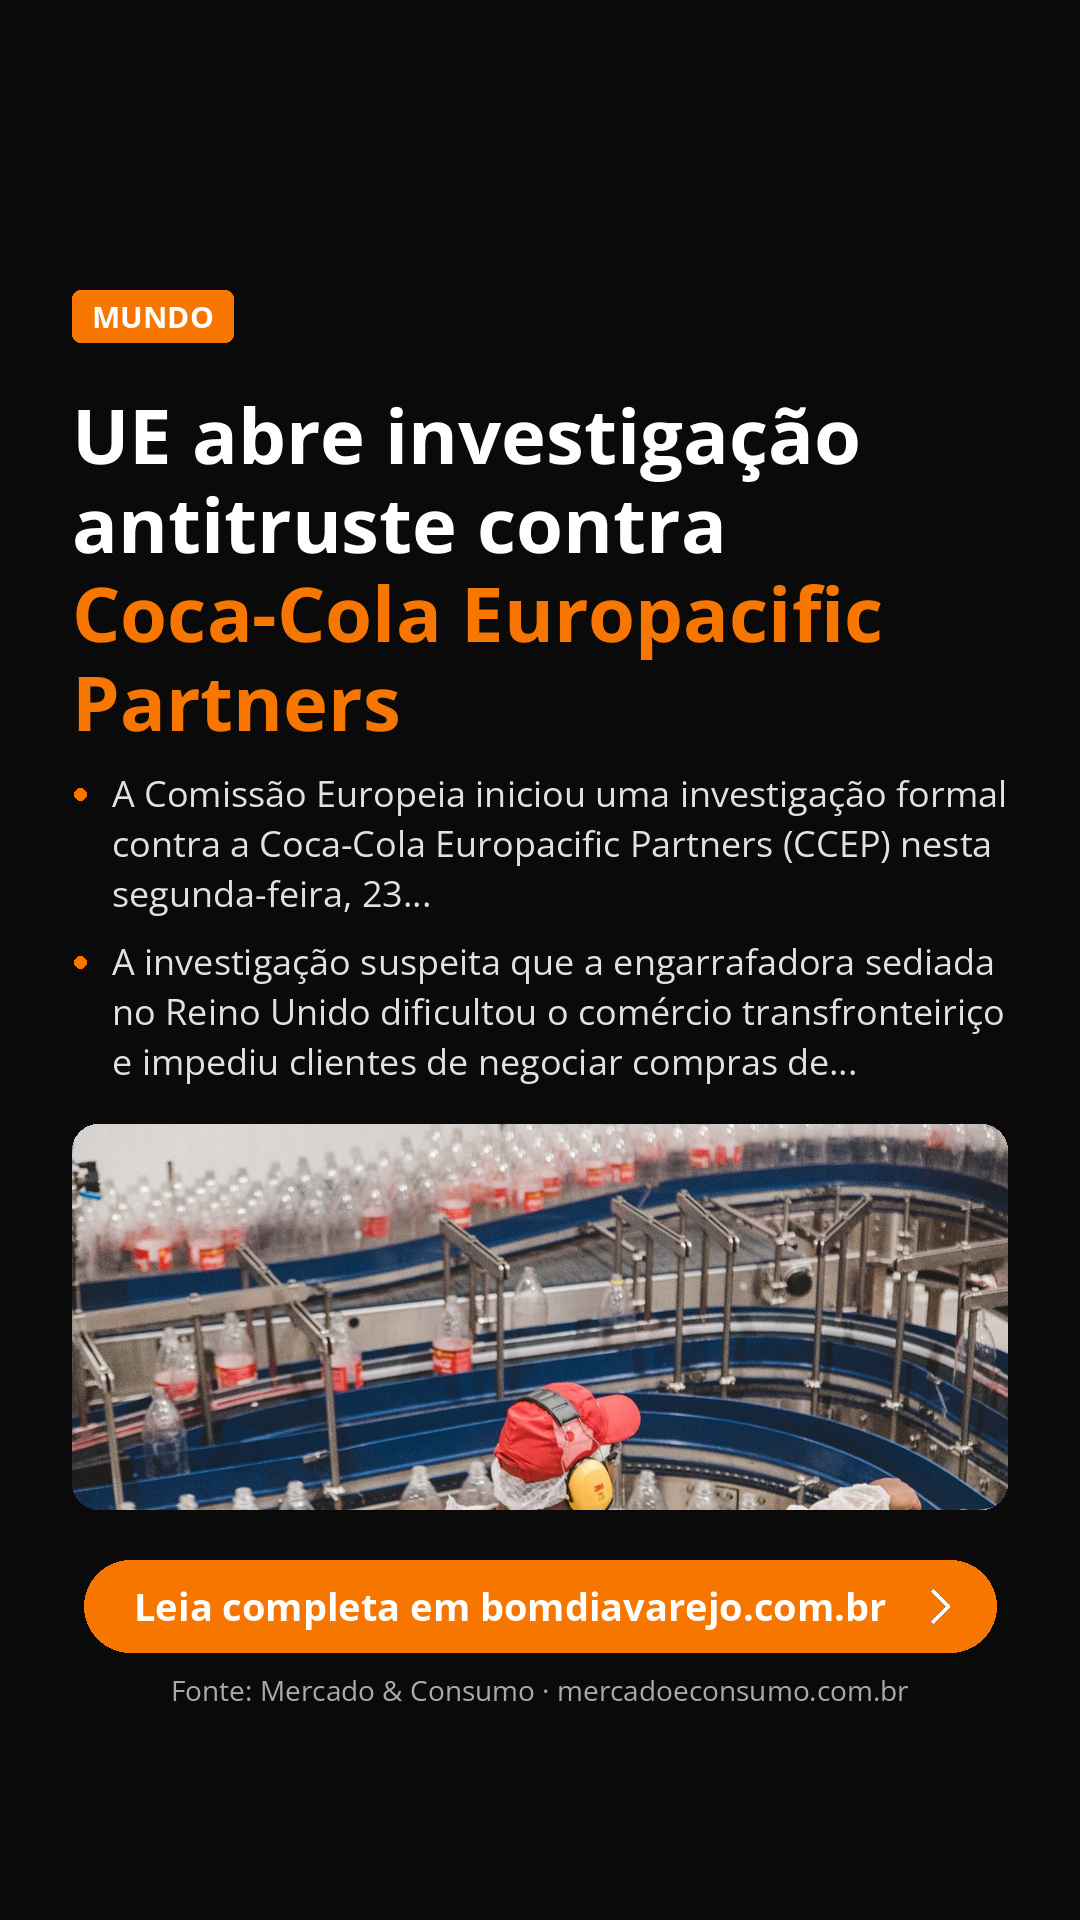 MUNDO
UE abre investigação
antitruste contra
Coca-Cola Europacific
Partners
• A Comissão Europeia iniciou uma investigação formal
contra a Coca-Cola Europacific Partners (CCEP) nesta
segunda-feira, 23...
• A investigação suspeita que a engarrafadora sediada
no Reino Unido dificultou o comércio transfronteiriço
e impediu clientes de negociar compras de...
3M
Leia completa em bomdiavarejo.com.br
Fonte: Mercado & Consumo · mercadoeconsumo.com.br